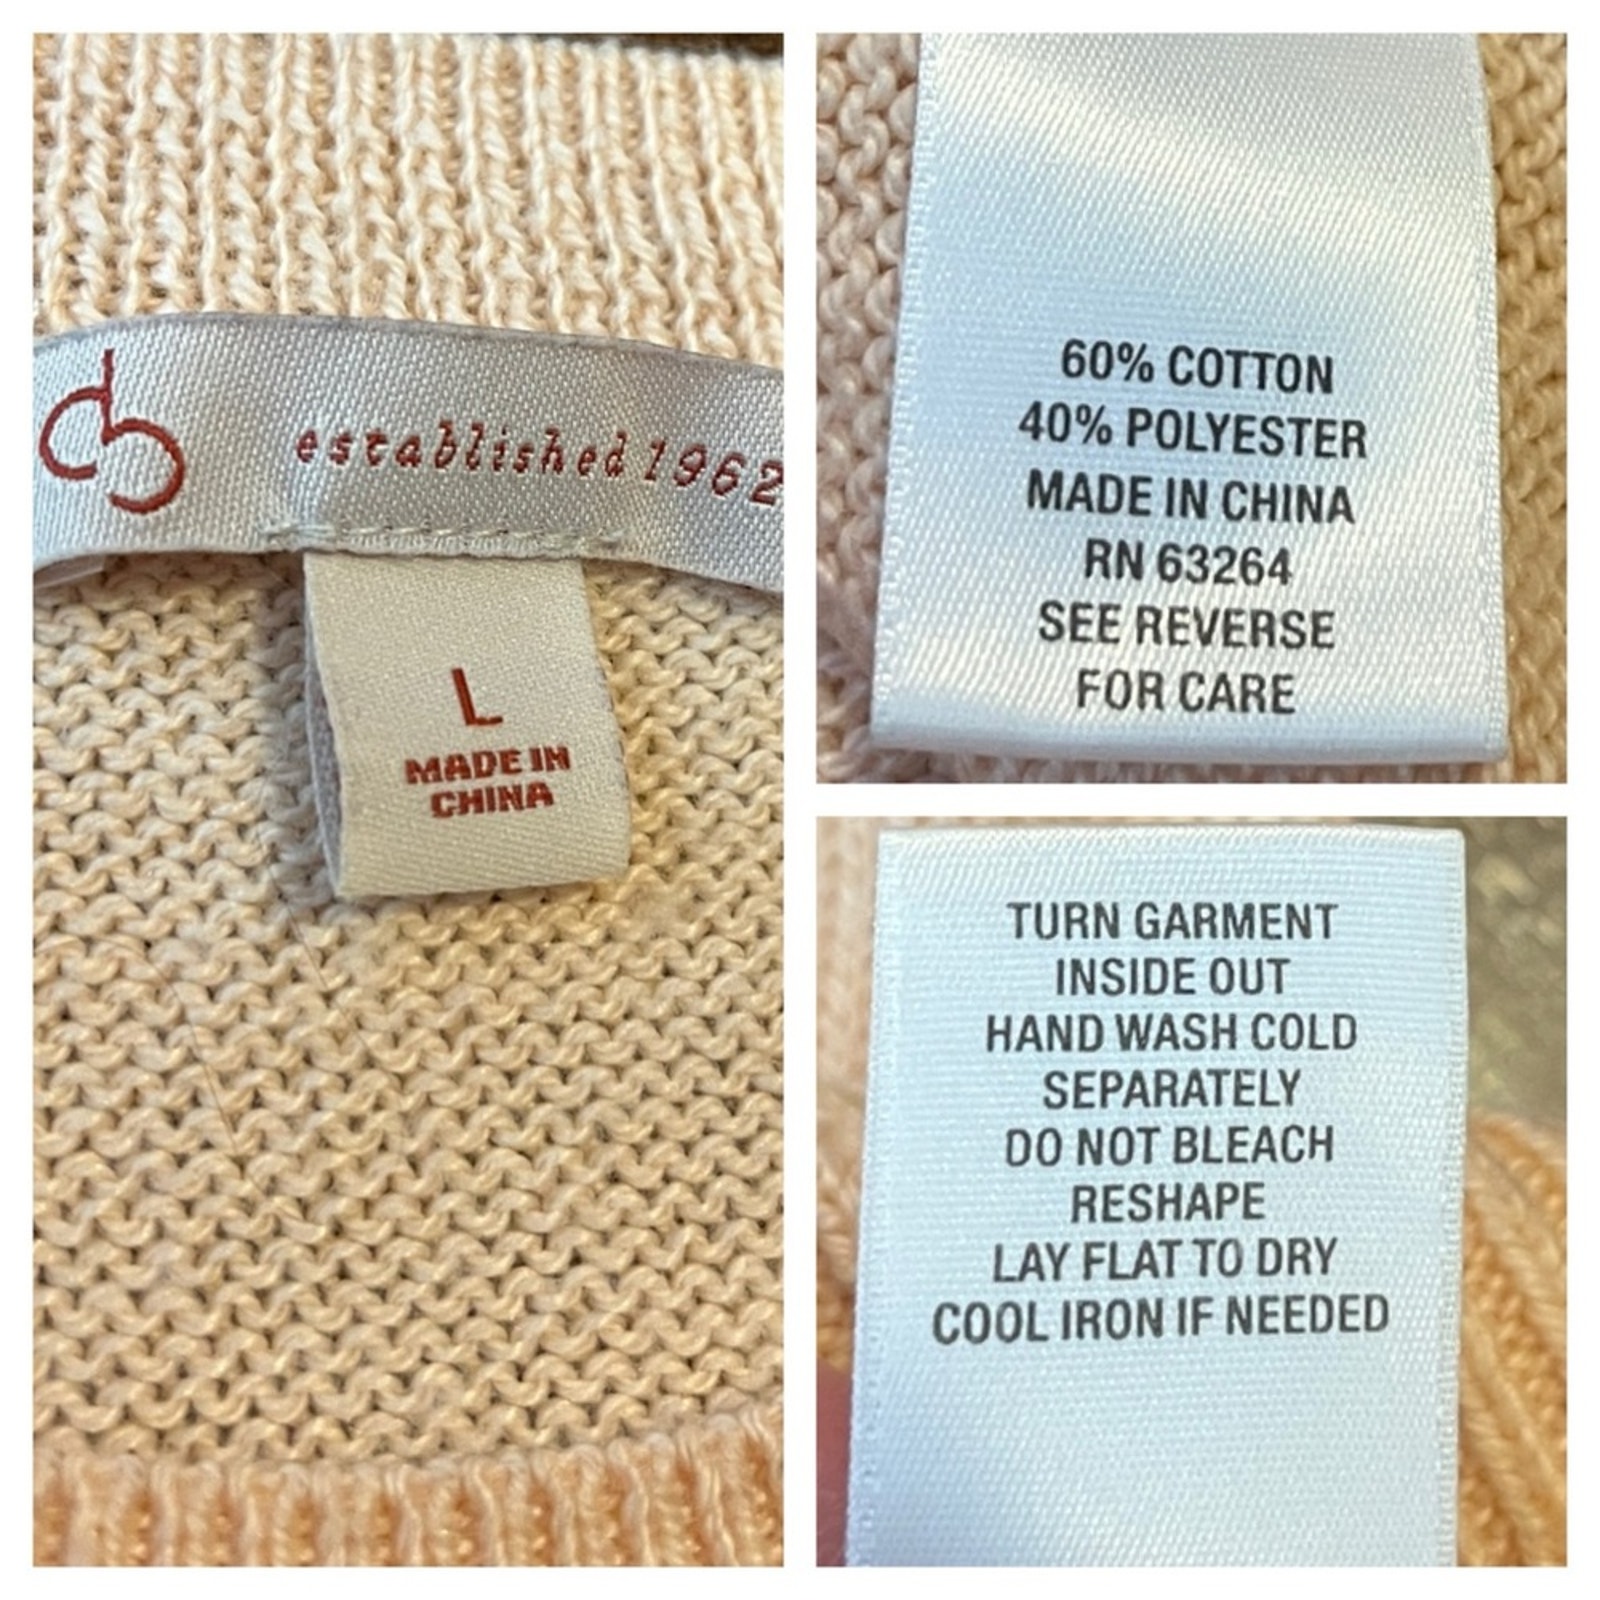 established 1962
L
MADE IN
CHINA
60% COTTON
40% POLYESTER
MADE IN CHINA
RN 63264
SEE REVERSE
FOR CARE
TURN GARMENT
INSIDE OUT
HAND WASH COLD
SEPARATELY
DO NOT BLEACH
RESHAPE
LAY FLAT TO DRY
COOL IRON IF NEEDED